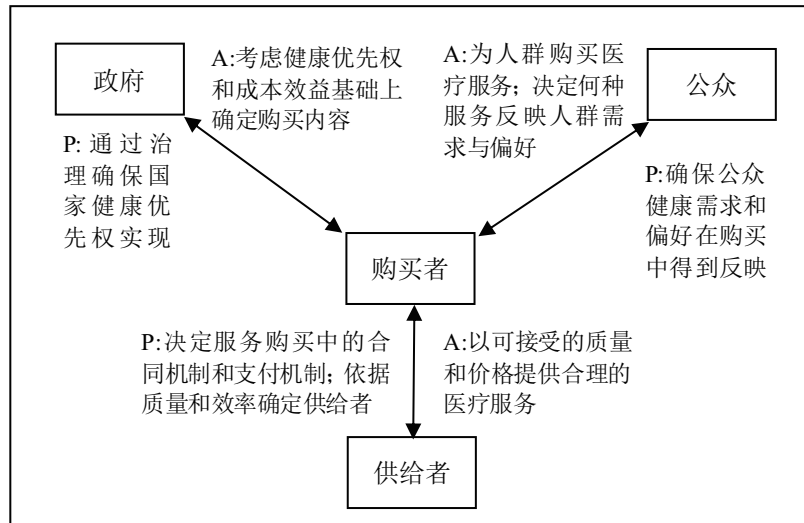 政府
A:考虑健康优先权
和成本效益基础上
确定购买内容
A:为人群购买医
疗服务；决定何种
服务反映人群需
求与偏好
公众
P:通过治
理确保国
家健康优
先权实现
P:确保公众
健康需求和
偏好在购买
中得到反映
购买者
P:决定服务购买中的合
同机制和支付机制；依据
质量和效率确定供给者
A:以可接受的质量
和价格提供合理的
医疗服务
供给者